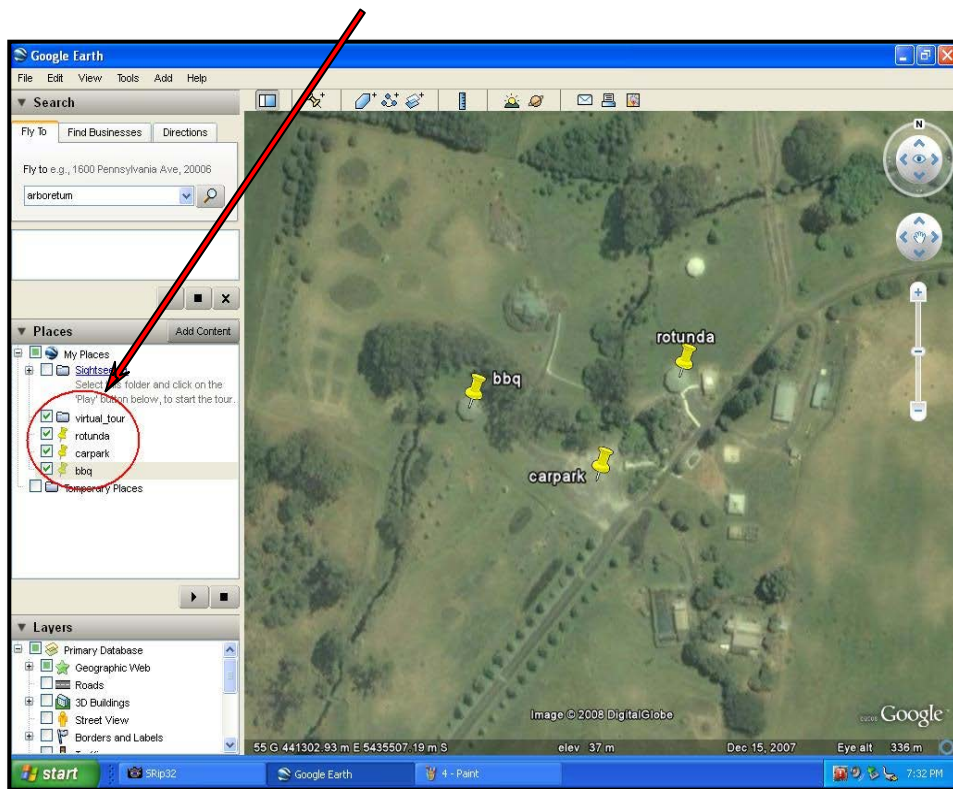 Google Earth
File Edit View Tools Add Help
Search
Fly To Find Businesses Directions
Fly to e.g., 1600 Pennsylvania Ave, 20006
arboretum
Places Add Content
My Places
Select this folder and click on the
'Play' button below, to start the tour.
virtual_tour
rotunda
carpark
bbq
Temporary Places
Layers
Primary Database
Geographic Web
Roads
3D Buildings
Street View
Borders and Labels
N
rotunda
bbq
carpark
Image © 2008 DigitalGlobe
Google
55 G 441302.93 m E 5435507.19 m S elev 37 m Dec 15, 2007 Eye alt 336 m
start SRip32 Google Earth 4 - Paint 7:32 PM